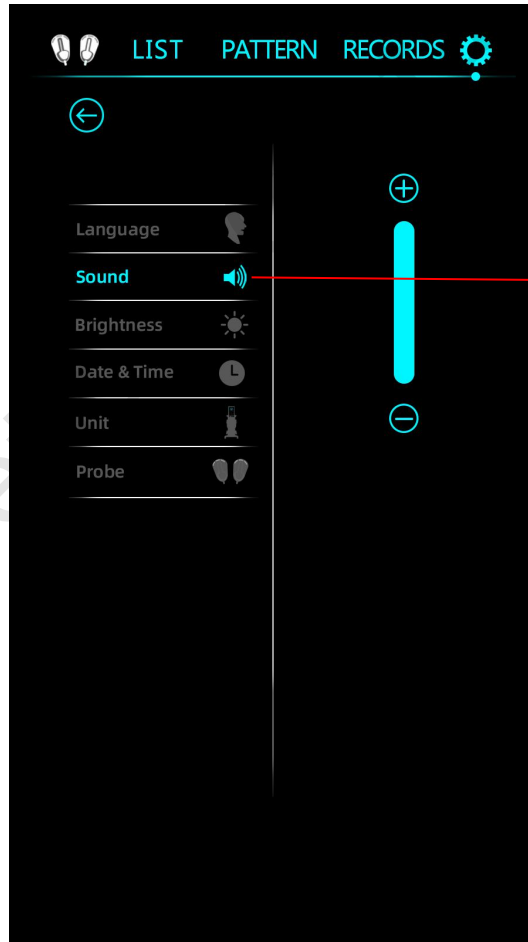 LIST PATTERN RECORDS
Language
Sound
Brightness
Date & Time
Unit
Probe